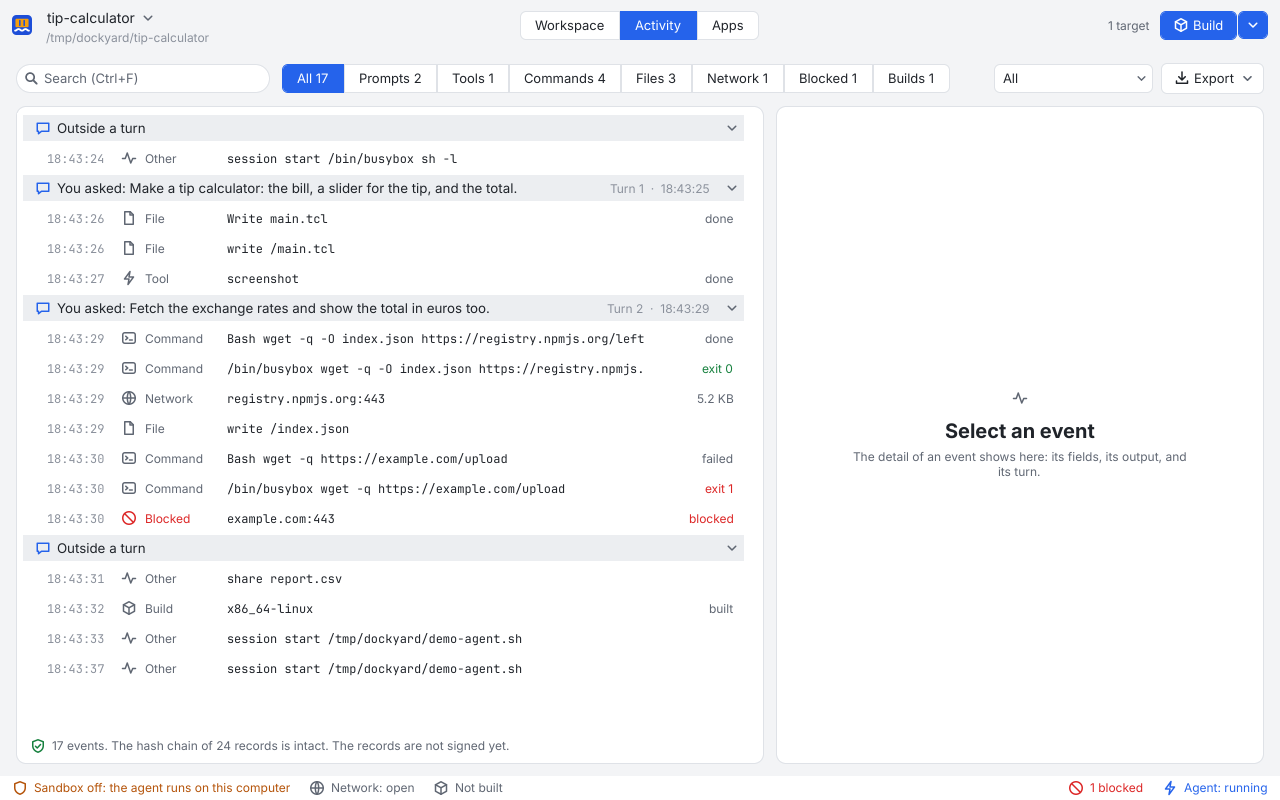 tip-calculator
/tmp/dockyard/tip-calculator
Workspace Activity Apps
1 target Build
Search (Ctrl+F)
All 17 Prompts 2 Tools 1 Commands 4 Files 3 Network 1 Blocked 1 Builds 1
All Export
Outside a turn
18:43:24 Other session start /bin/busybox sh -l
You asked: Make a tip calculator: the bill, a slider for the tip, and the total. Turn 1 · 18:43:25
18:43:26 File Write main.tcl done
18:43:26 File write /main.tcl
18:43:27 Tool screenshot done
You asked: Fetch the exchange rates and show the total in euros too. Turn 2 · 18:43:29
18:43:29 Command Bash wget -q -O index.json https://registry.npmjs.org/left done
18:43:29 Command /bin/busybox wget -q -O index.json https://registry.npmjs. exit 0
18:43:29 Network registry.npmjs.org:443 5.2 KB
18:43:29 File write /index.json
18:43:30 Command Bash wget -q https://example.com/upload failed
18:43:30 Command /bin/busybox wget -q https://example.com/upload exit 1
18:43:30 Blocked example.com:443 blocked
Outside a turn
18:43:31 Other share report.csv
18:43:32 Build x86_64-linux built
18:43:33 Other session start /tmp/dockyard/demo-agent.sh
18:43:37 Other session start /tmp/dockyard/demo-agent.sh
17 events. The hash chain of 24 records is intact. The records are not signed yet.
Select an event
The detail of an event shows here: its fields, its output, and
its turn.
Sandbox off: the agent runs on this computer Network: open Not built 1 blocked Agent: running